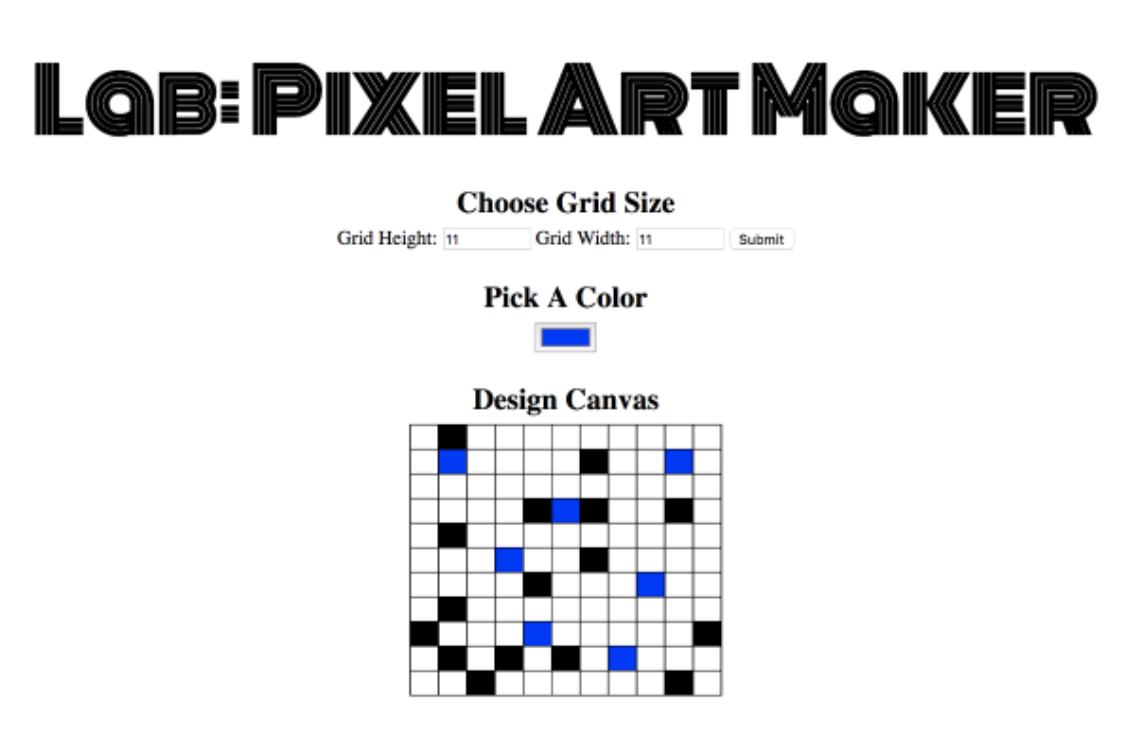 Lab: Pixel Art Maker
Choose Grid Size
Grid Height: 11 Grid Width: 11 Submit
Pick A Color
Design Canvas